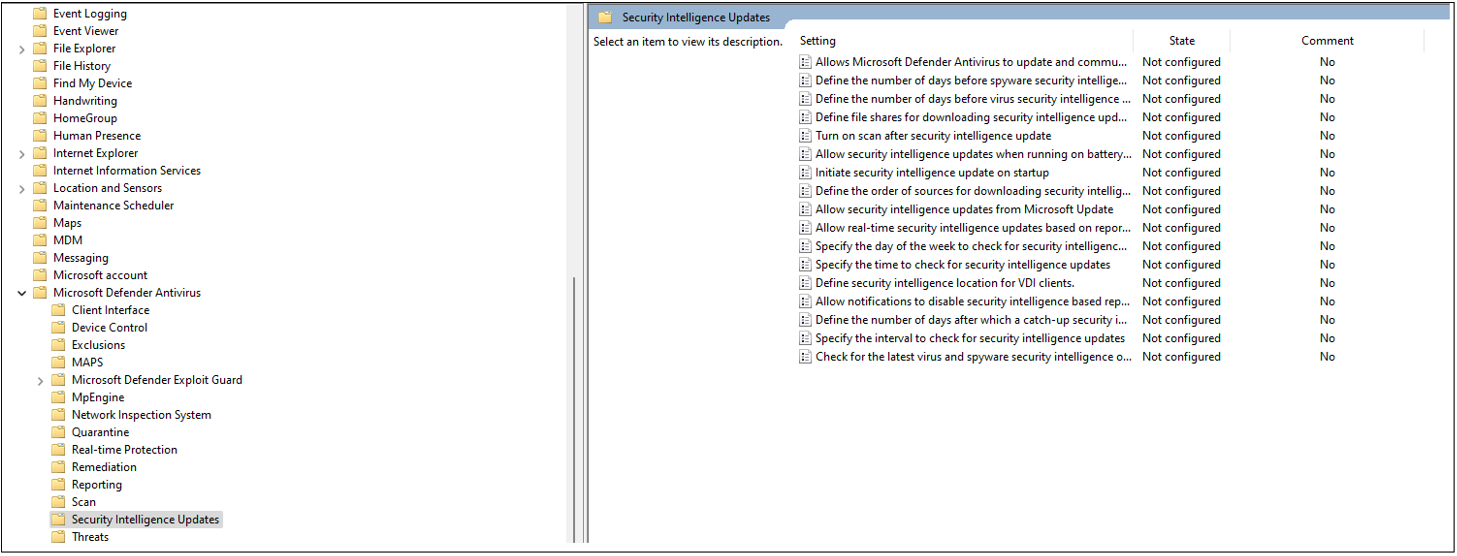 Event Logging
Event Viewer
File Explorer
File History
Find My Device
Handwriting
HomeGroup
Human Presence
Internet Explorer
Internet Information Services
Location and Sensors
Maintenance Scheduler
Maps
MDM
Messaging
Microsoft account
Microsoft Defender Antivirus
Client Interface
Device Control
Exclusions
MAPS
Microsoft Defender Exploit Guard
MpEngine
Network Inspection System
Quarantine
Real-time Protection
Remediation
Reporting
Scan
Security Intelligence Updates
Threats
Security Intelligence Updates
Select an item to view its description.
Setting State Comment
Allows Microsoft Defender Antivirus to update and commu... Not configured No
Define the number of days before spyware security intellige... Not configured No
Define the number of days before virus security intelligence ... Not configured No
Define file shares for downloading security intelligence upd... Not configured No
Turn on scan after security intelligence update Not configured No
Allow security intelligence updates when running on battery... Not configured No
Initiate security intelligence update on startup Not configured No
Define the order of sources for downloading security intellig... Not configured No
Allow security intelligence updates from Microsoft Update Not configured No
Allow real-time security intelligence updates based on repor... Not configured No
Specify the day of the week to check for security intelligenc... Not configured No
Specify the time to check for security intelligence updates Not configured No
Define security intelligence location for VDI clients. Not configured No
Allow notifications to disable security intelligence based rep... Not configured No
Define the number of days after which a catch-up security i... Not configured No
Specify the interval to check for security intelligence updates Not configured No
Check for the latest virus and spyware security intelligence o... Not configured No